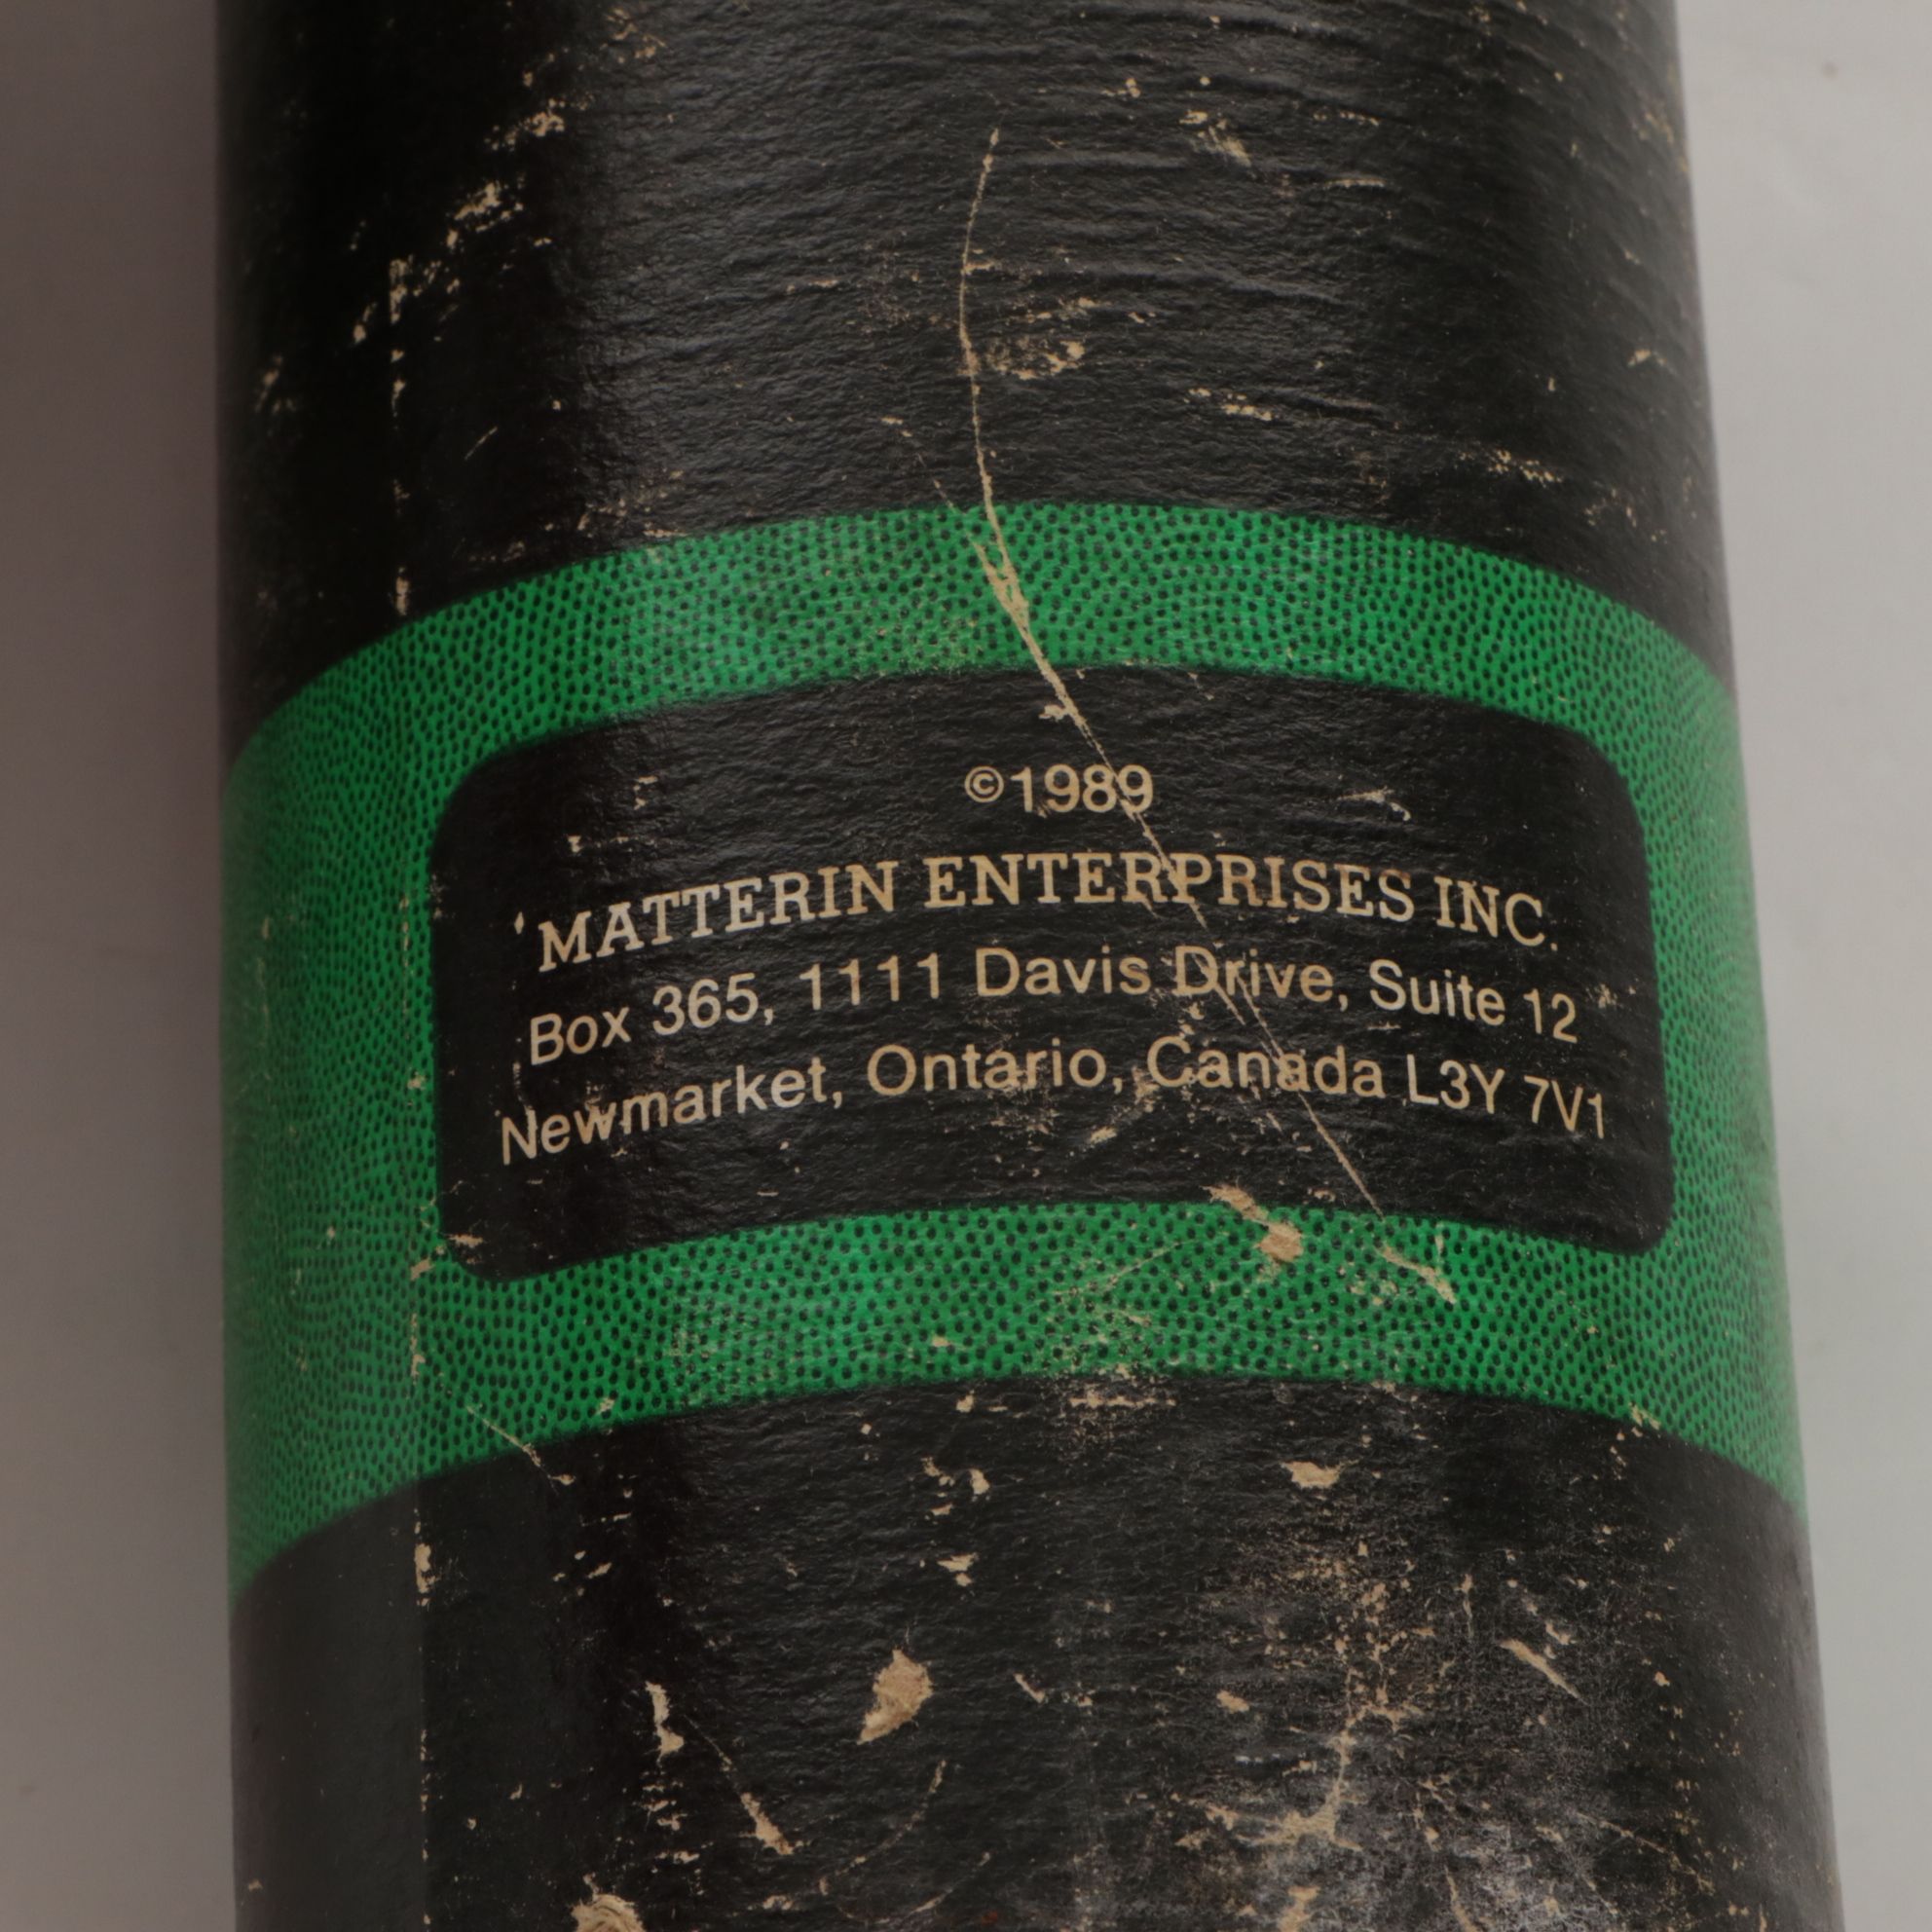 ©1989
MATTERIN ENTERPRISES INC.
Box 365, 1111 Davis Drive, Suite 12
Newmarket, Ontario, Canada L3Y 7V1